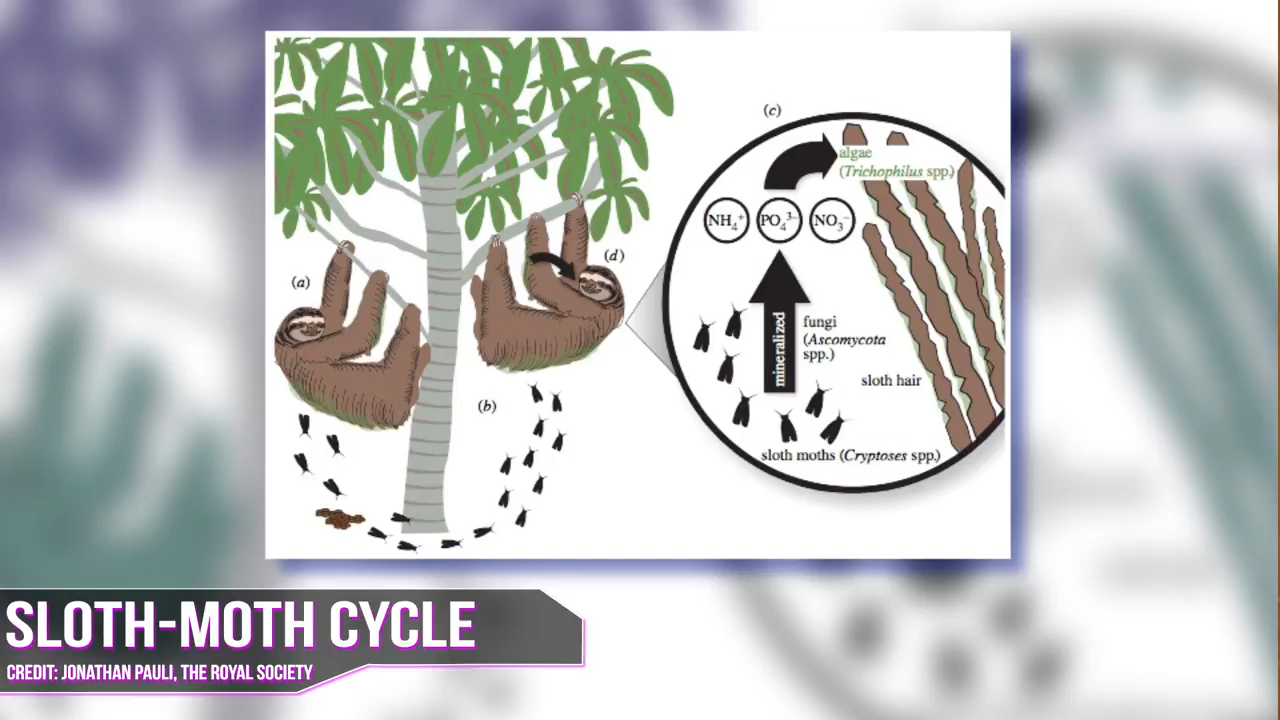 (c)
algae
(Trichophilus spp.)
NH₄⁺ PO₄³⁻ NO₃⁻
(a)
(d)
mineralized
fungi
(Ascomycota
spp.)
sloth hair
(b)
sloth moths (Cryptoses spp.)
SLOTH-MOTH CYCLE
CREDIT: JONATHAN PAULI, THE ROYAL SOCIETY